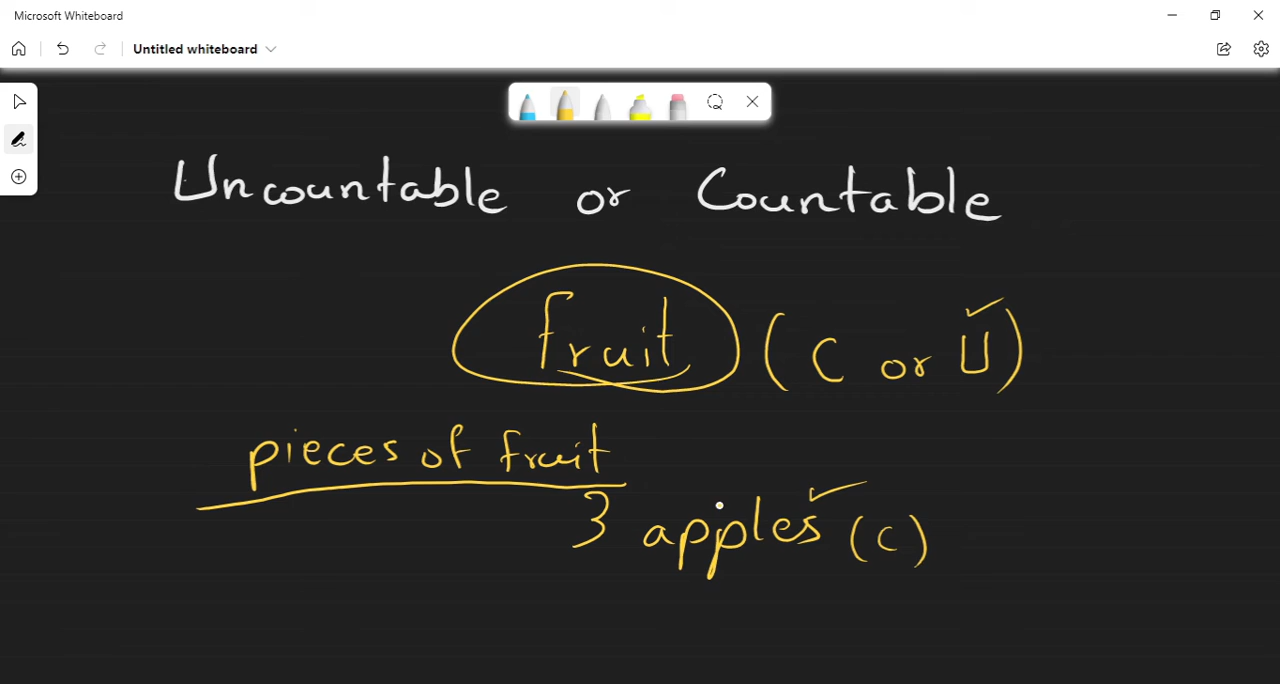 Microsoft Whiteboard
Untitled whiteboard
Uncountable or Countable
fruit (C or U)
pieces of fruit
3 apples (C)